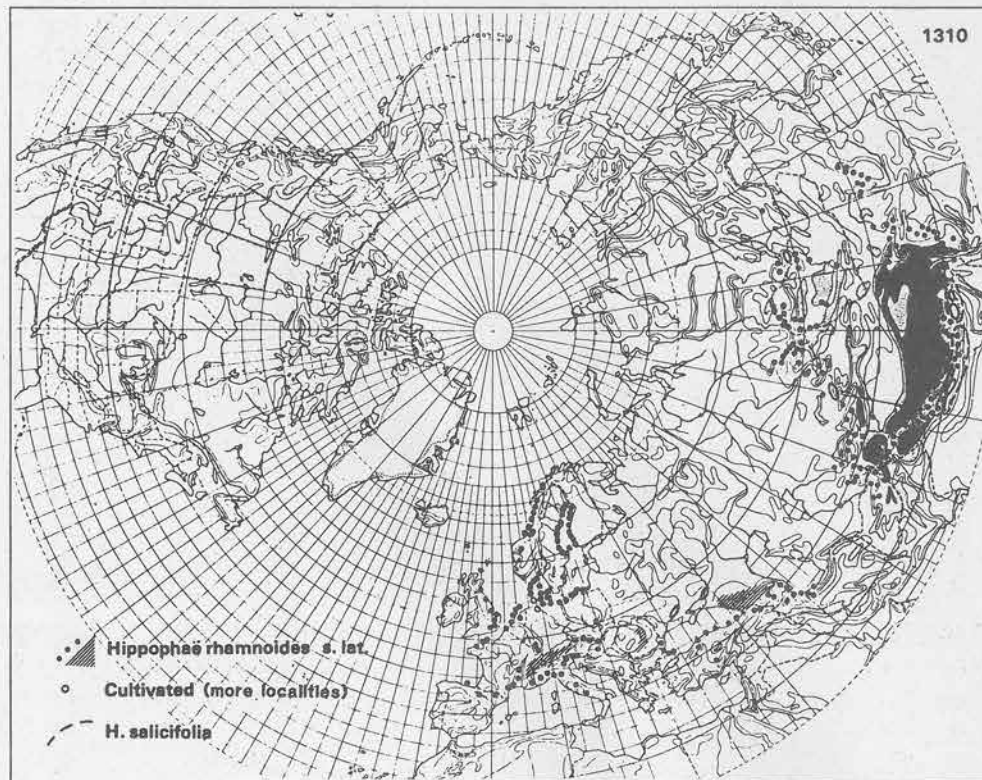 1310
Hippophaë rhamnoides s. lat.
Cultivated (more localities)
H. salicifolia